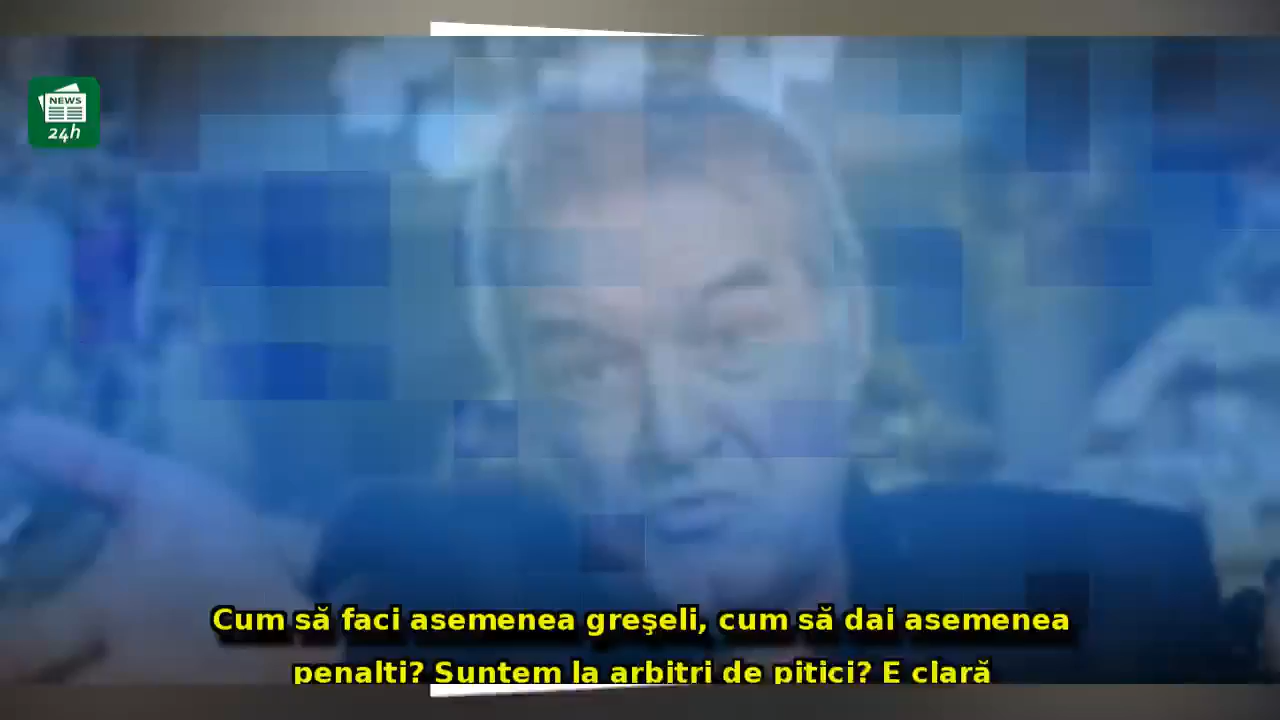 NEWS
24h
Cum să faci asemenea greşeli, cum să dai asemenea
penalti? Suntem la arbitri de pitici? E clară